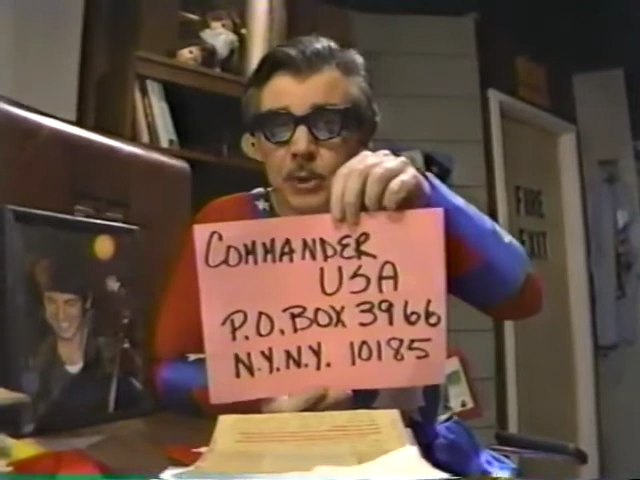 COMMANDER
USA
P.O. BOX 3966
N.Y. N.Y. 10185
FIRE
EXIT